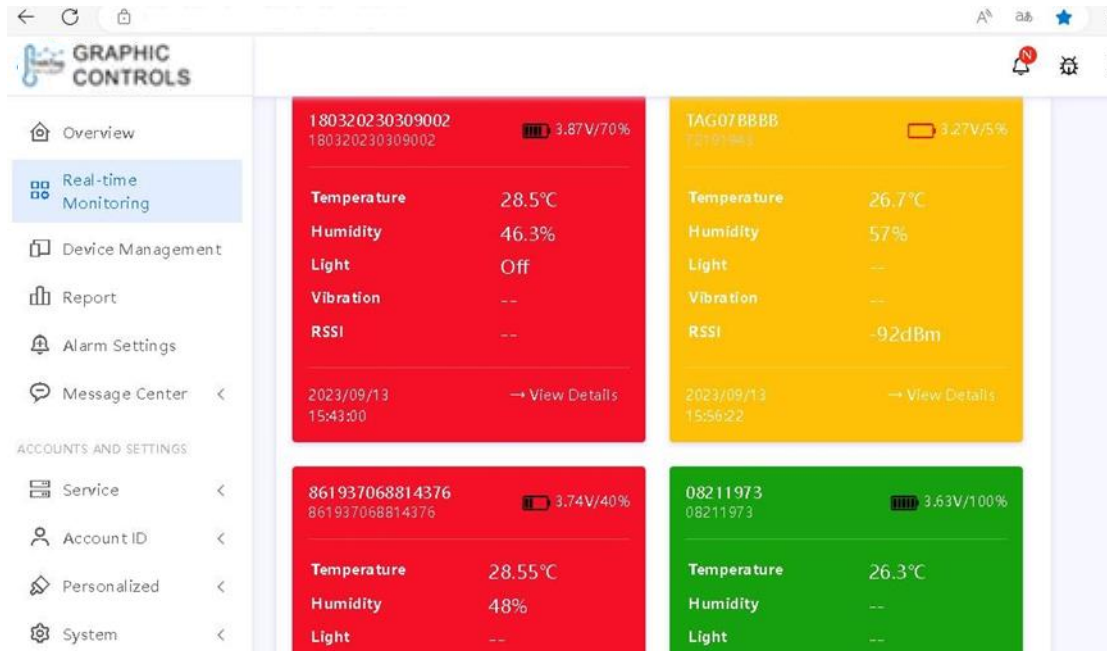 GRAPHIC
CONTROLS
N
Overview
Real-time
Monitoring
Device Management
Report
Alarm Settings
Message Center
ACCOUNTS AND SETTINGS
Service
Account ID
Personalized
System
180320230309002
180320230309002
3.87V/70%
Temperature 28.5°C
Humidity 46.3%
Light Off
Vibration --
RSSI --
2023/09/13
15:43:00
→ View Details
TAG07BBBB
3.27V/5%
Temperature 26.7°C
Humidity 57%
Light --
Vibration --
RSSI -92dBm
2023/09/13
15:56:22
→ View Details
861937068814376
861937068814376
3.74V/40%
Temperature 28.55°C
Humidity 48%
Light --
08211973
08211973
3.63V/100%
Temperature 26.3°C
Humidity --
Light --